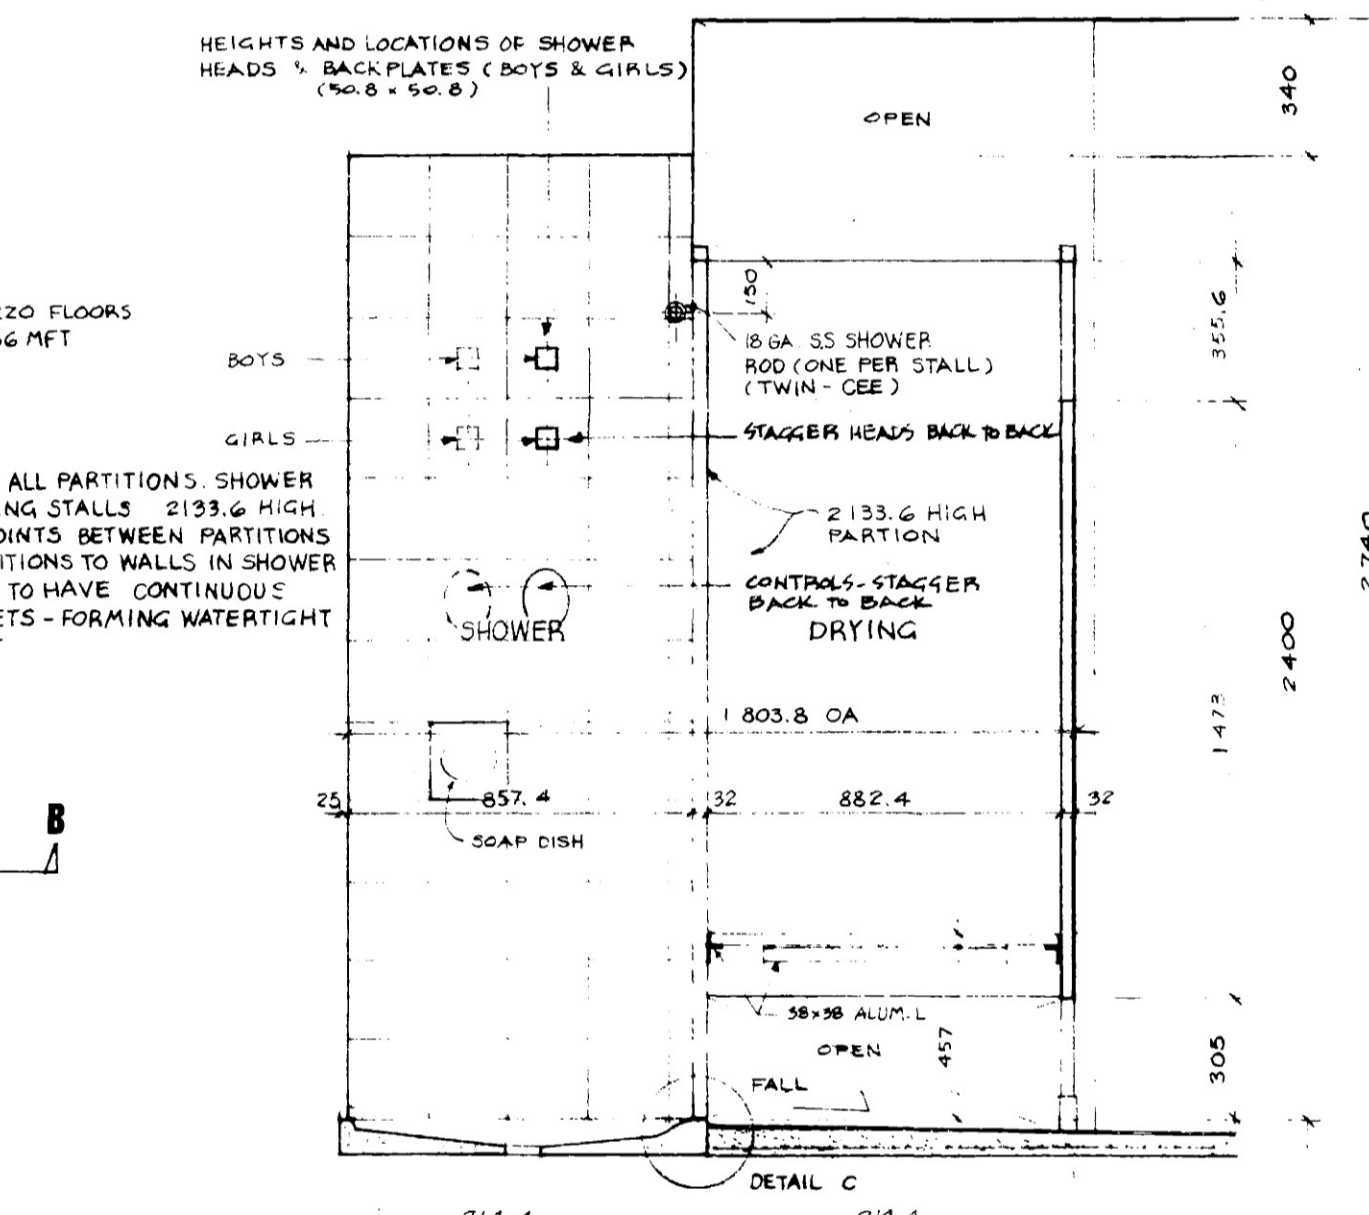 HEIGHTS AND LOCATIONS OF SHOWER
HEADS & BACKPLATES (BOYS & GIRLS)
(50.8 x 50.8)
OPEN
340
ZZO FLOORS
6 MFT
BOYS
GIRLS
ALL PARTITIONS. SHOWER
NG STALLS 2133.6 HIGH.
OINTS BETWEEN PARTITIONS
ITIONS TO WALLS IN SHOWER
TO HAVE CONTINUOUS
ETS - FORMING WATERTIGHT
150
18 GA. SS SHOWER
ROD (ONE PER STALL)
(TWIN - CEE)
STAGGER HEADS BACK TO BACK
2133.6 HIGH
PARTION
CONTROLS - STAGGER
BACK TO BACK
SHOWER
DRYING
355.6
2740
2400
1473
1 803.8 OA
25
857.4
32
882.4
32
SOAP DISH
B
38x38 ALUM. L
OPEN
457
305
FALL
DETAIL C